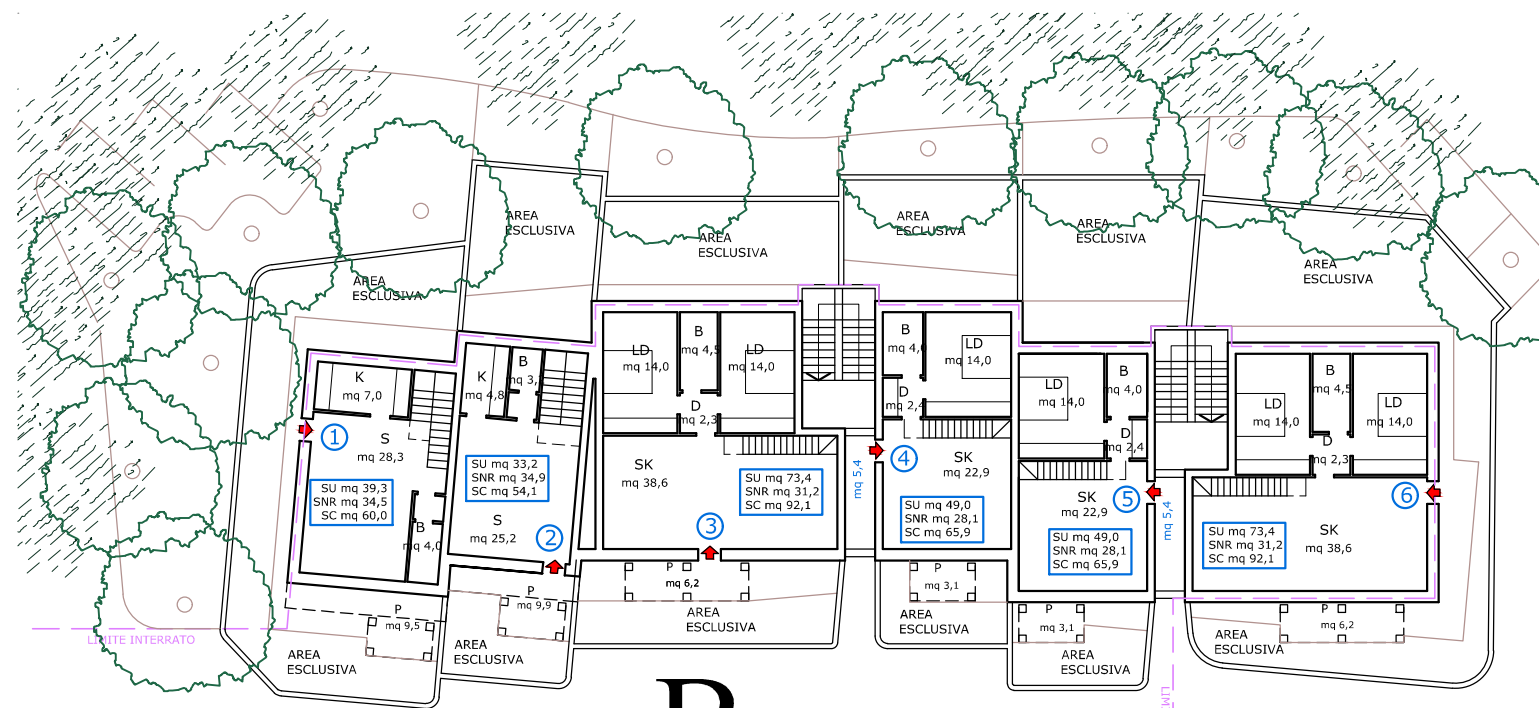 AREA
ESCLUSIVA
AREA
ESCLUSIVA
AREA
ESCLUSIVA
AREA
ESCLUSIVA
AREA
ESCLUSIVA
AREA
ESCLUSIVA
K
mq 7,0
1
S
mq 28,3
SU mq 39,3
SNR mq 34,5
SC mq 60,0
B
mq 4,0
P
mq 9,5
LIMITE INTERRATO
AREA
ESCLUSIVA
K
mq 4,8
B
SU mq 33,2
SNR mq 34,9
SC mq 54,1
S
mq 25,2
2
P
mq 9,9
AREA
ESCLUSIVA
LD
mq 14,0
B
mq 4,5
LD
mq 14,0
D
mq 2,3
SK
mq 38,6
SU mq 73,4
SNR mq 31,2
SC mq 92,1
3
P
mq 6,2
AREA
ESCLUSIVA
mq 5,4
B
mq 4,0
LD
mq 14,0
D
mq 2,4
4
SK
mq 22,9
SU mq 49,0
SNR mq 28,1
SC mq 65,9
P
mq 3,1
AREA
ESCLUSIVA
LD
mq 14,0
B
mq 4,0
D
mq 2,4
SK
mq 22,9
5
SU mq 49,0
SNR mq 28,1
SC mq 65,9
P
mq 3,1
AREA
ESCLUSIVA
mq 5,4
LD
mq 14,0
B
mq 4,5
LD
mq 14,0
D
mq 2,3
6
SU mq 73,4
SNR mq 31,2
SC mq 92,1
SK
mq 38,6
P
mq 6,2
AREA
ESCLUSIVA